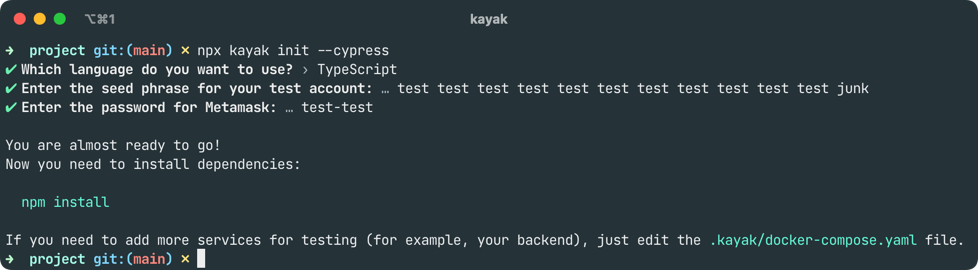 ⌥⌘1 kayak
➜ project git:(main) ✗ npx kayak init --cypress
✔ Which language do you want to use? › TypeScript
✔ Enter the seed phrase for your test account: … test test test test test test test test test test test junk
✔ Enter the password for Metamask: … test-test
You are almost ready to go!
Now you need to install dependencies:
npm install
If you need to add more services for testing (for example, your backend), just edit the .kayak/docker-compose.yaml file.
➜ project git:(main) ✗